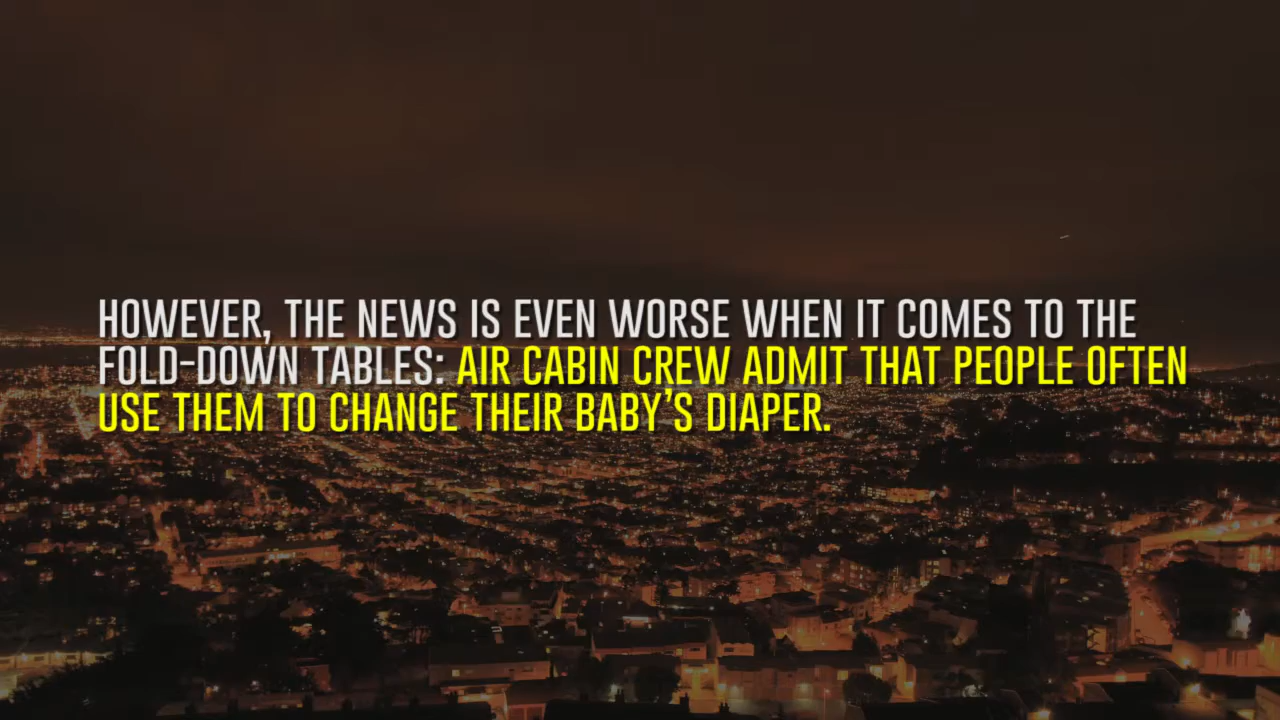 HOWEVER, THE NEWS IS EVEN WORSE WHEN IT COMES TO THE
FOLD-DOWN TABLES: AIR CABIN CREW ADMIT THAT PEOPLE OFTEN
USE THEM TO CHANGE THEIR BABY'S DIAPER.